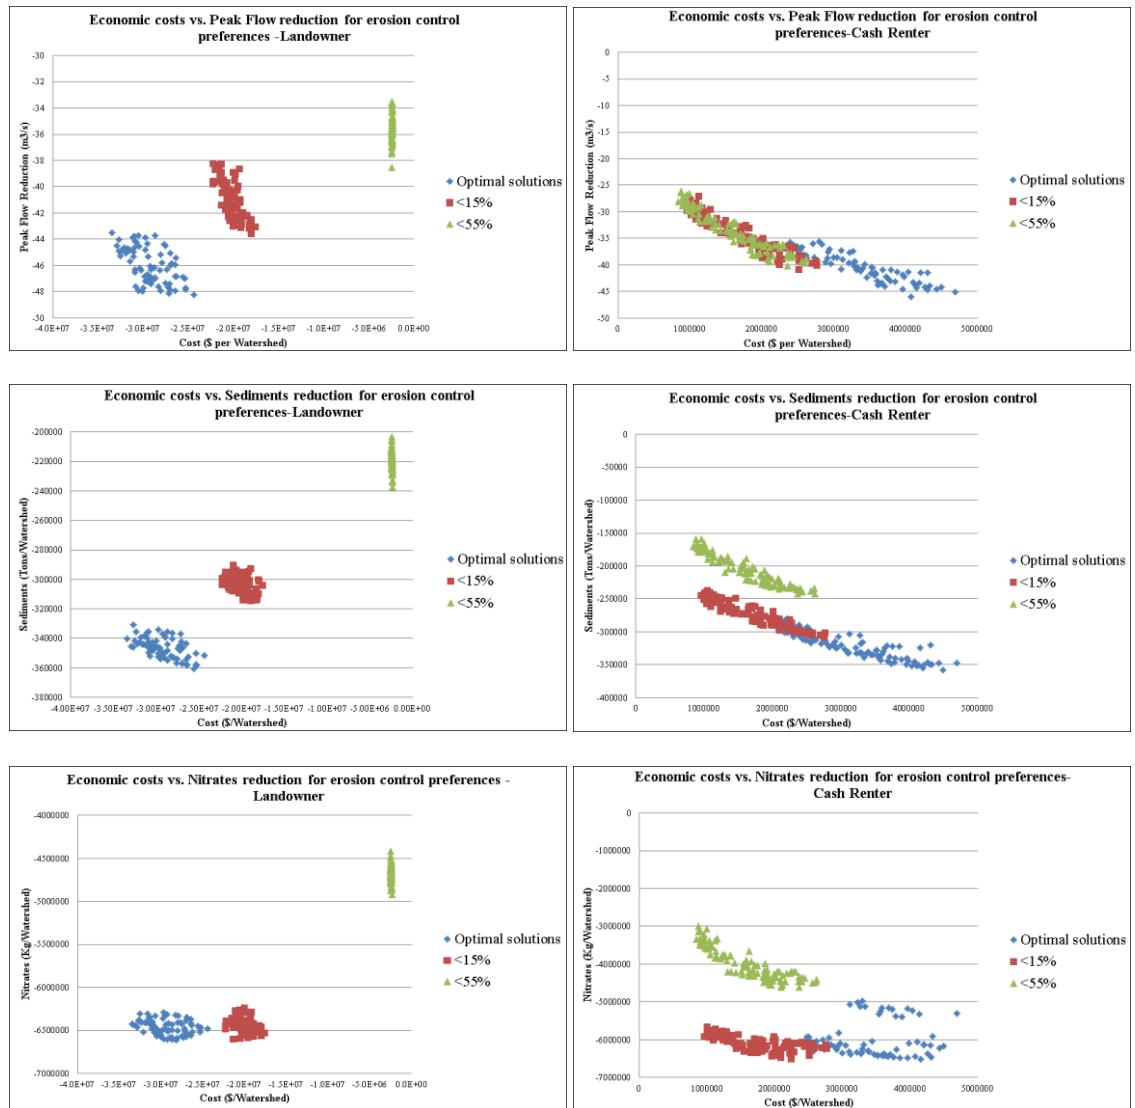 Economic costs vs. Peak Flow reduction for erosion control
preferences -Landowner
-30
-32
-34
-36
-38
-40
-42
-44
-46
-48
-50
Peak Flow Reduction (m3/s)
-4.0E+07 -3.5E+07 -3.0E+07 -2.5E+07 -2.0E+07 -1.5E+07 -1.0E+07 -5.0E+06 0.0E+00
Cost ($ per Watershed)
Optimal solutions
<15%
<55%
Economic costs vs. Peak Flow reduction for erosion control
preferences-Cash Renter
0
-5
-10
-15
-20
-25
-30
-35
-40
-45
-50
Peak Flow Reduction (m3/s)
0 1000000 2000000 3000000 4000000 5000000
Cost ($ per Watershed)
Optimal solutions
<15%
<55%
Economic costs vs. Sediments reduction for erosion control
preferences-Landowner
-200000
-220000
-240000
-260000
-280000
-300000
-320000
-340000
-360000
-380000
Sediments (Tons/Watershed)
-4.00E+07 -3.50E+07 -3.00E+07 -2.50E+07 -2.00E+07 -1.50E+07 -1.00E+07 -5.00E+06 0.00E+00
Cost ($/Watershed)
Optimal solutions
<15%
<55%
Economic costs vs. Sediments reduction for erosion control
preferences-Cash Renter
0
-50000
-100000
-150000
-200000
-250000
-300000
-350000
-400000
Sediments (Tons/Watershed)
0 1000000 2000000 3000000 4000000 5000000
Cost ($/Watershed)
Optimal solutions
<15%
<55%
Economic costs vs. Nitrates reduction for erosion control preferences -
Landowner
-4000000
-4500000
-5000000
-5500000
-6000000
-6500000
-7000000
Nitrates (Kg/Watershed)
-4.0E+07 -3.5E+07 -3.0E+07 -2.5E+07 -2.0E+07 -1.5E+07 -1.0E+07 -5.0E+06 0.0E+00
Cost ($/Watershed)
Optimal solutions
<15%
<55%
Economic costs vs. Nitrates reduction for erosion control preferences-
Cash Renter
0
-1000000
-2000000
-3000000
-4000000
-5000000
-6000000
-7000000
Nitrates (Kg/Watershed)
0 1000000 2000000 3000000 4000000 5000000
Cost ($/Watershed)
Optimal solutions
<15%
<55%